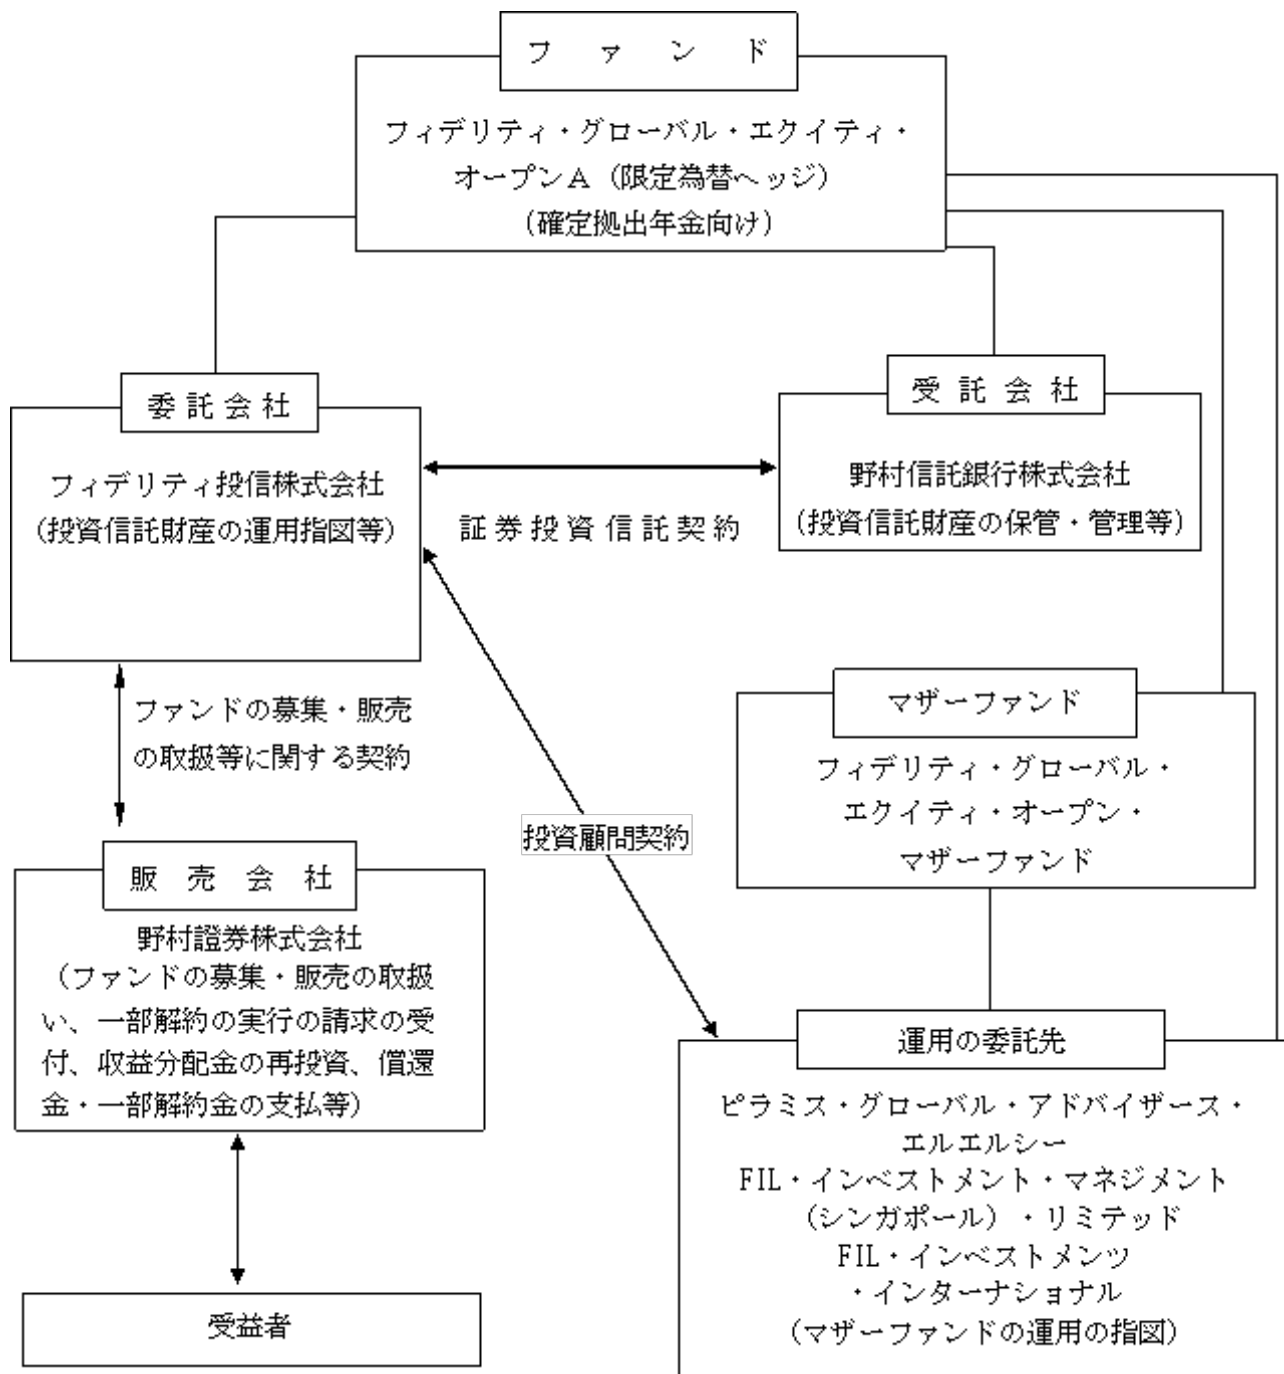 ファンド
フィデリティ・グローバル・エクイティ・
オープンA（限定為替ヘッジ）
（確定拠出年金向け）
委託会社
フィデリティ投信株式会社
（投資信託財産の運用指図等）
証券投資信託契約
受託会社
野村信託銀行株式会社
（投資信託財産の保管・管理等）
ファンドの募集・販売
の取扱等に関する契約
投資顧問契約
マザーファンド
フィデリティ・グローバル・
エクイティ・オープン・
マザーファンド
販売会社
野村證券株式会社
（ファンドの募集・販売の取扱
い、一部解約の実行の請求の受
付、収益分配金の再投資、償還
金・一部解約金の支払等）
受益者
運用の委託先
ピラミス・グローバル・アドバイザース・
エルエルシー
FIL・インベストメント・マネジメント
（シンガポール）・リミテッド
FIL・インベストメンツ
・インターナショナル
（マザーファンドの運用の指図）